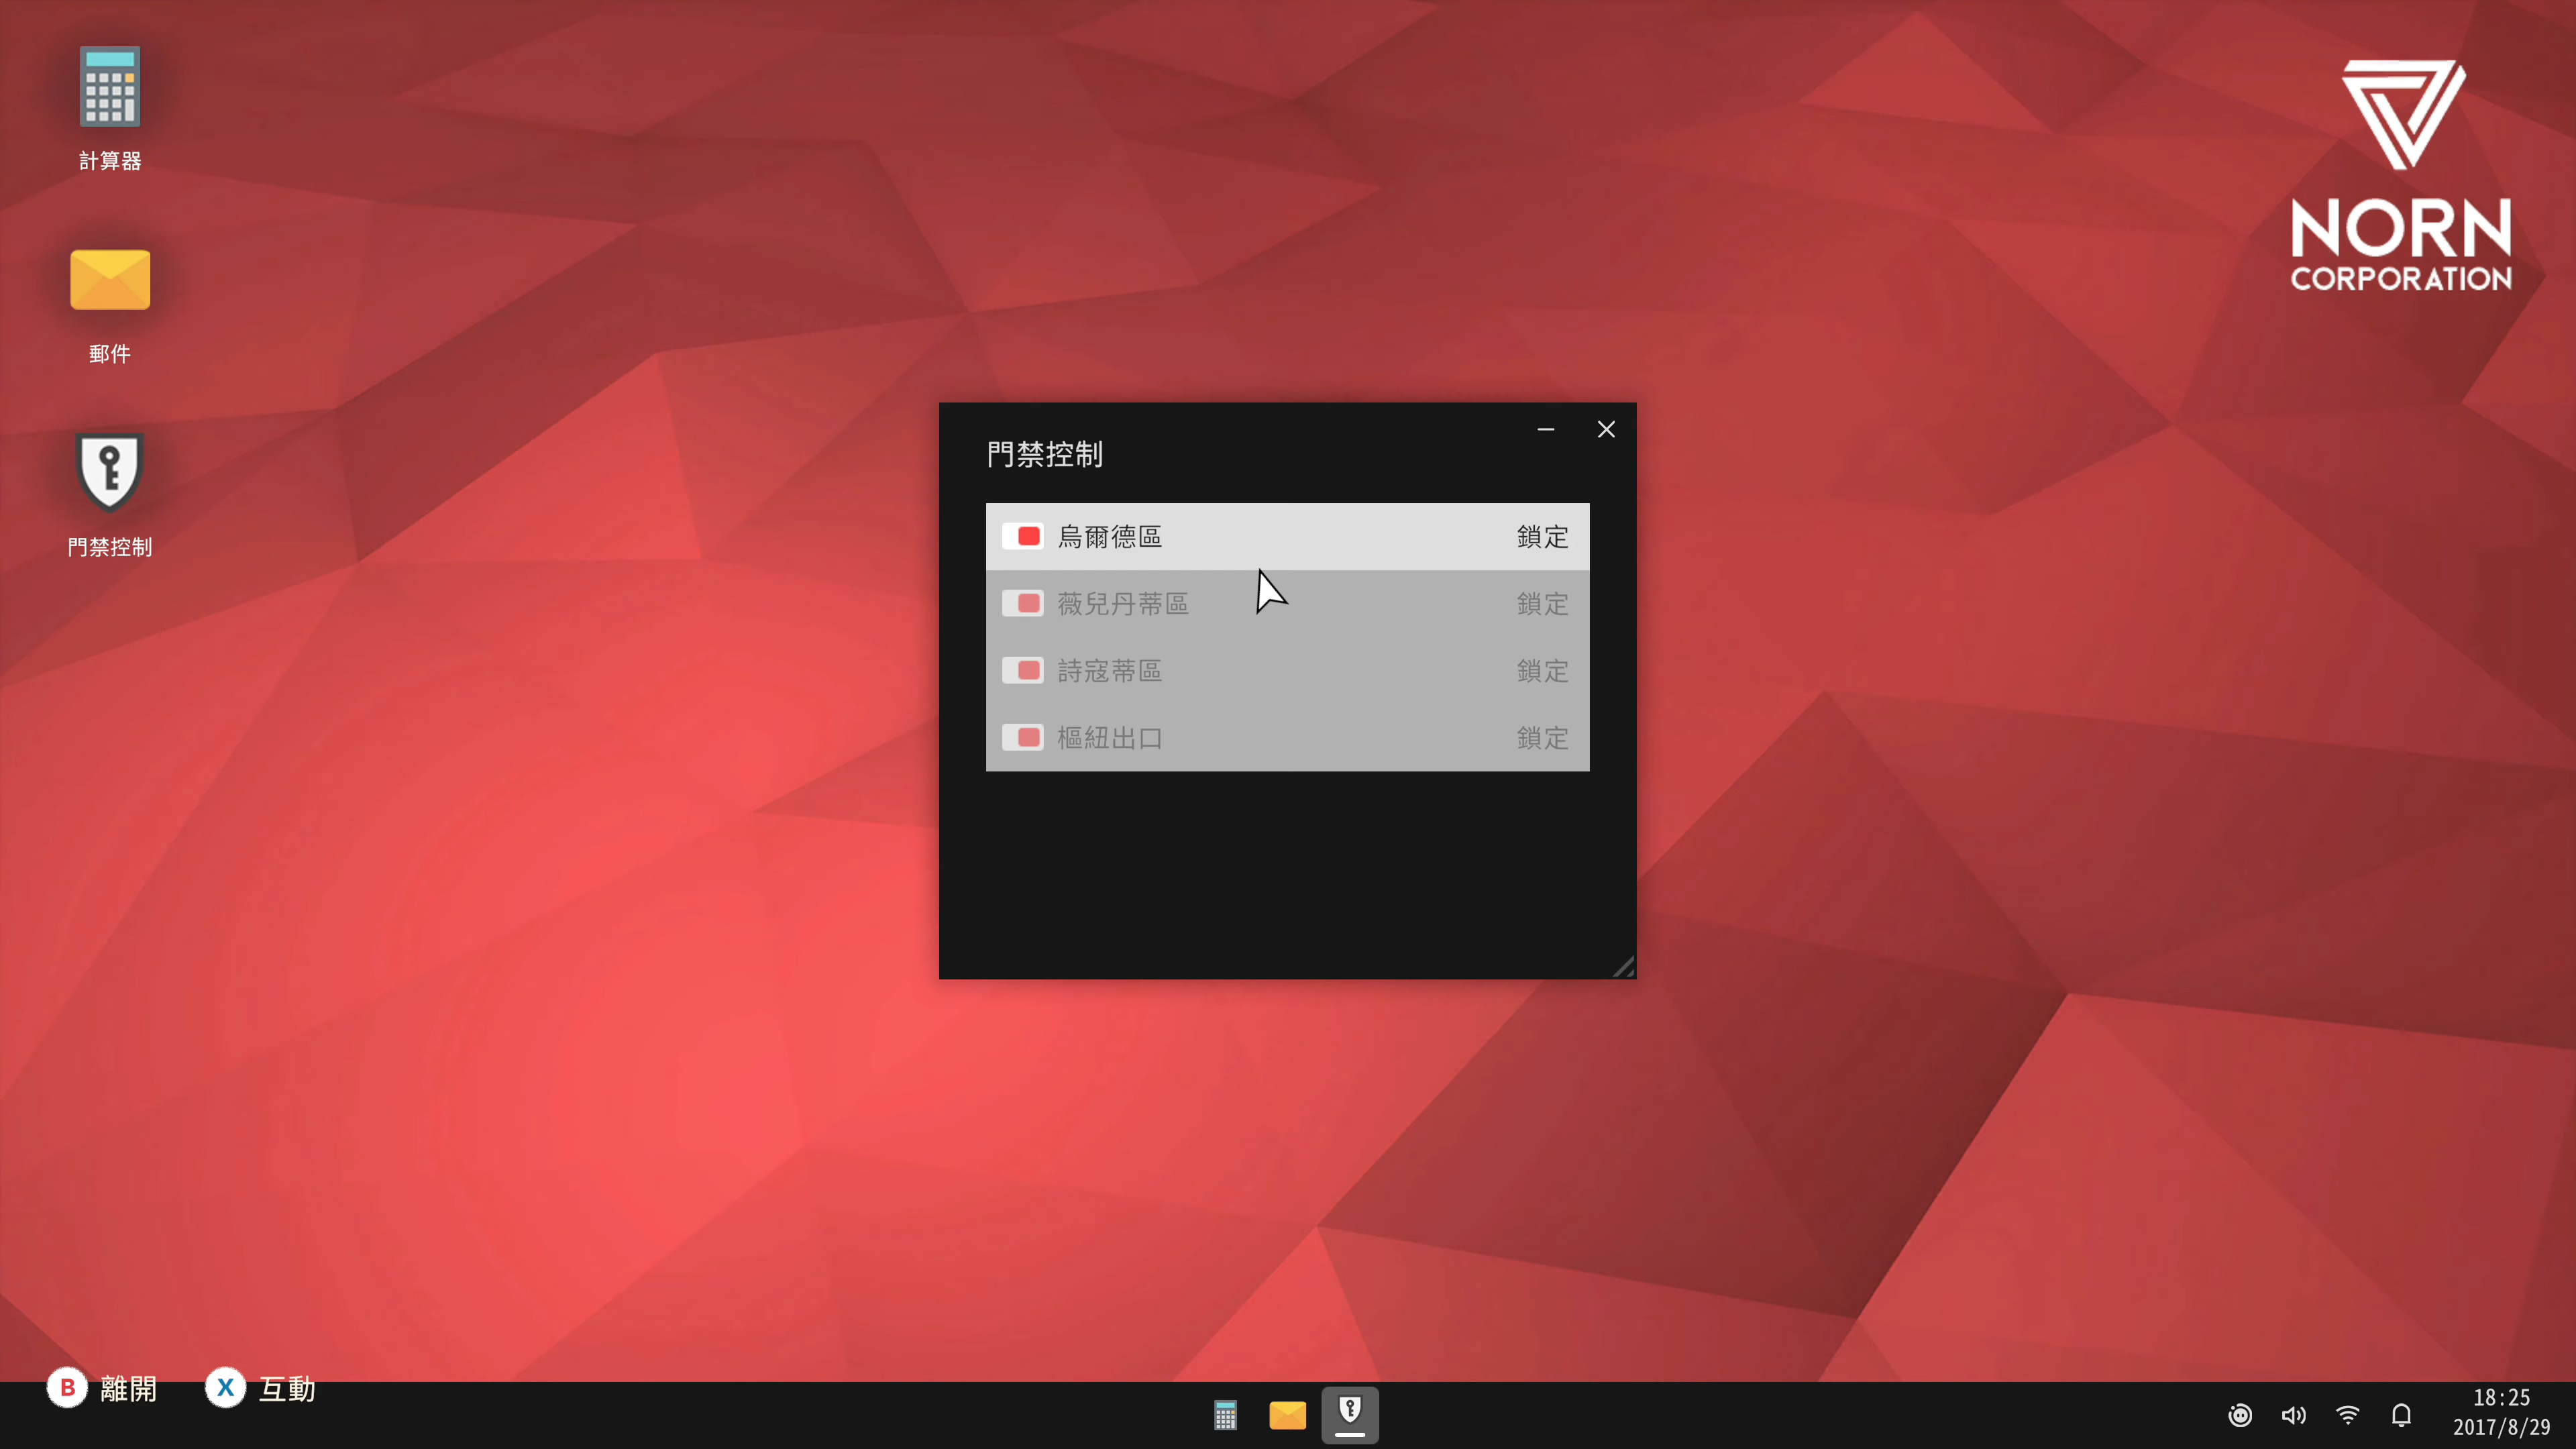 計算器
郵件
門禁控制
NORN
CORPORATION
門禁控制
烏爾德區 鎖定
薇兒丹蒂區 鎖定
詩寇蒂區 鎖定
樞紐出口 鎖定
B 離開 X 互動
18:25
2017/8/29